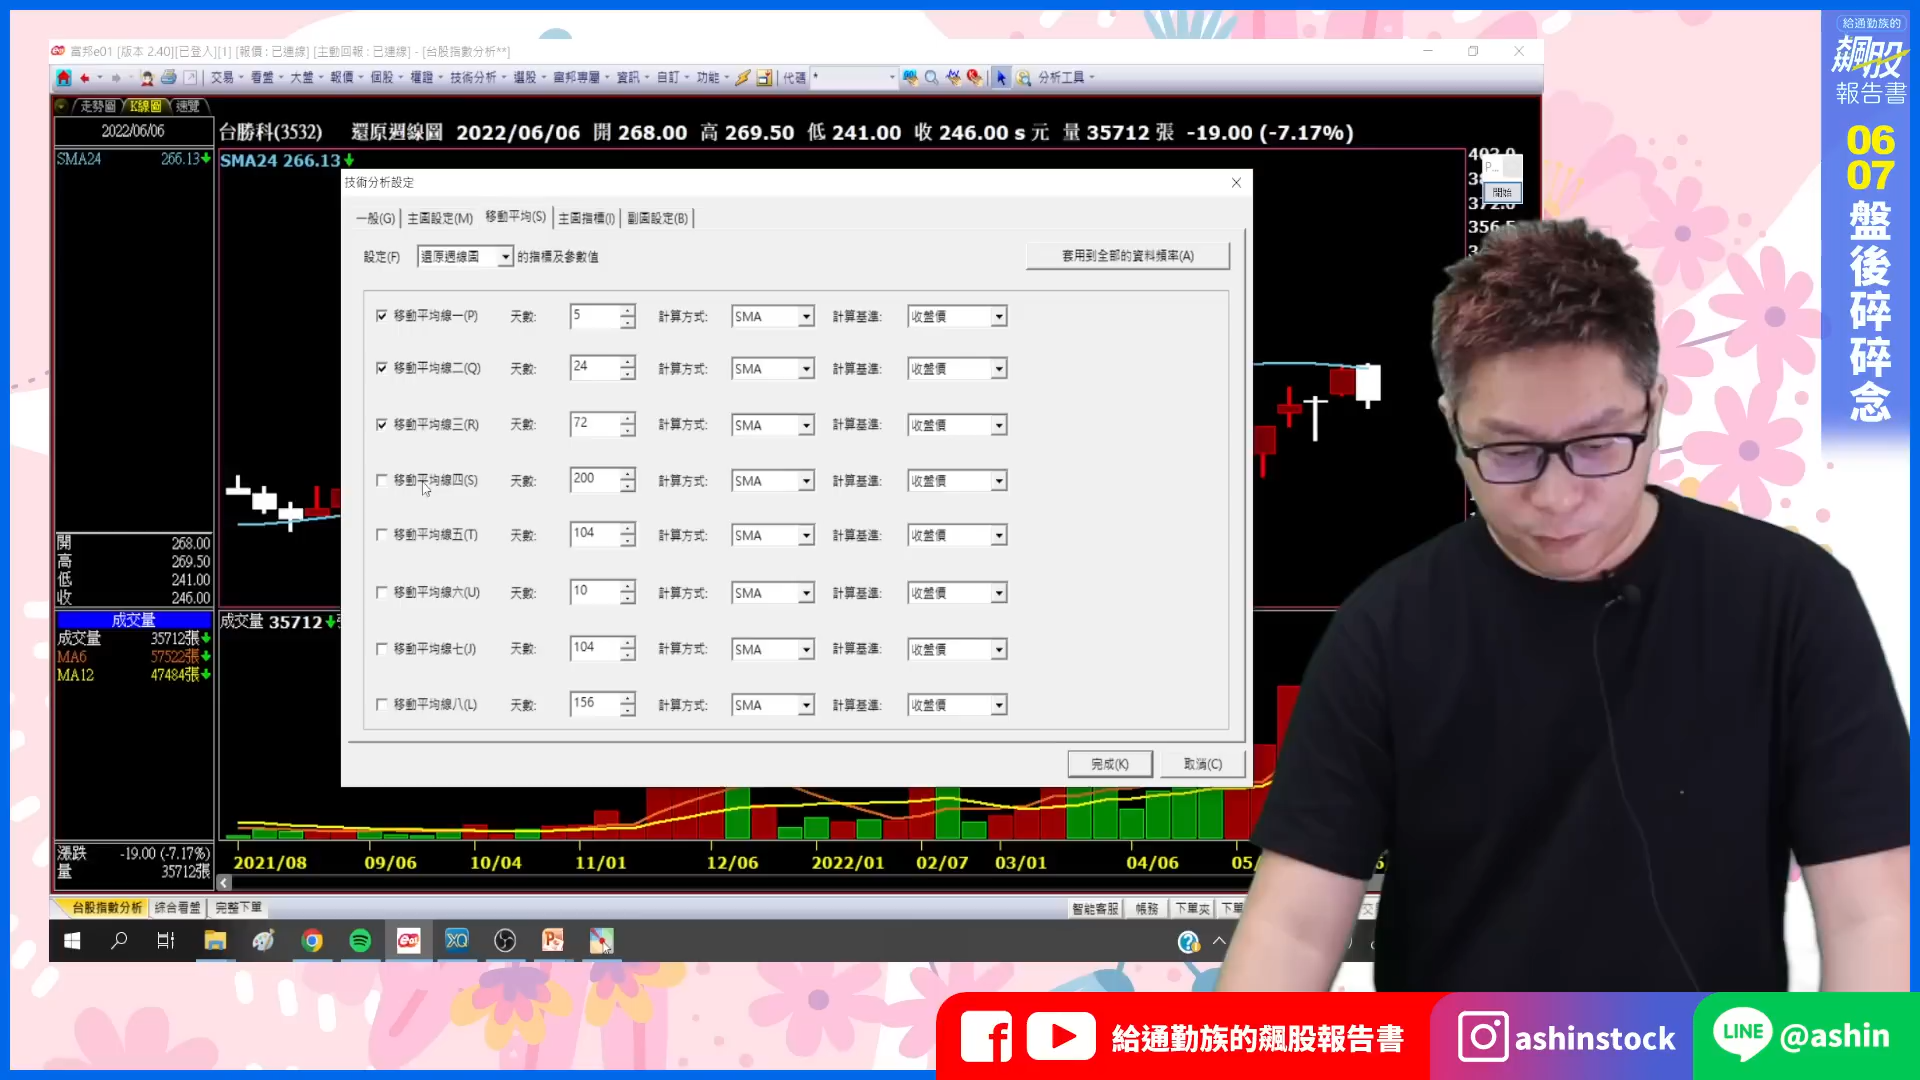 富邦e01 [版本 2.40][已登入][1] [報價 : 已連線] [主動回報 : 已連線] - [台股指數分析**]
交易 看盤 大盤 報價 個股 權證 技術分析 選股 富邦專屬 資訊 自訂 功能 代碼 * 分析工具
走勢圖 K線圖 速覽
2022/06/06 台勝科(3532) 還原週線圖 2022/06/06 開 268.00 高 269.50 低 241.00 收 246.00 s 元 量 35712 張 -19.00 (-7.17%)
SMA24 266.13 SMA24 266.13
技術分析設定
一般(G) 主圖設定(M) 移動平均(S) 主圖指標(I) 副圖設定(B)
設定(F) 還原週線圖 的指標及參數值 套用到全部的資料頻率(A)
移動平均線一(P) 天數: 5 計算方式: SMA 計算基準: 收盤價
移動平均線二(Q) 天數: 24 計算方式: SMA 計算基準: 收盤價
移動平均線三(R) 天數: 72 計算方式: SMA 計算基準: 收盤價
移動平均線四(S) 天數: 200 計算方式: SMA 計算基準: 收盤價
移動平均線五(T) 天數: 104 計算方式: SMA 計算基準: 收盤價
移動平均線六(U) 天數: 10 計算方式: SMA 計算基準: 收盤價
移動平均線七(J) 天數: 104 計算方式: SMA 計算基準: 收盤價
移動平均線八(L) 天數: 156 計算方式: SMA 計算基準: 收盤價
完成(K) 取消(C)
P...
開始
開 268.00
高 269.50
低 241.00
收 246.00
成交量
成交量 35712張
MA6 57522張
MA12 47484張
成交量 35712
漲跌 -19.00 (-7.17%)
量 35712張
2021/08 09/06 10/04 11/01 12/06 2022/01 02/07 03/01 04/06
台股指數分析 綜合看盤 完整下單
智能客服 帳務 下單夾
給通勤族的
飆股
報告書
06
07
盤後碎碎念
給通勤族的飆股報告書
ashinstock
LINE
@ashin